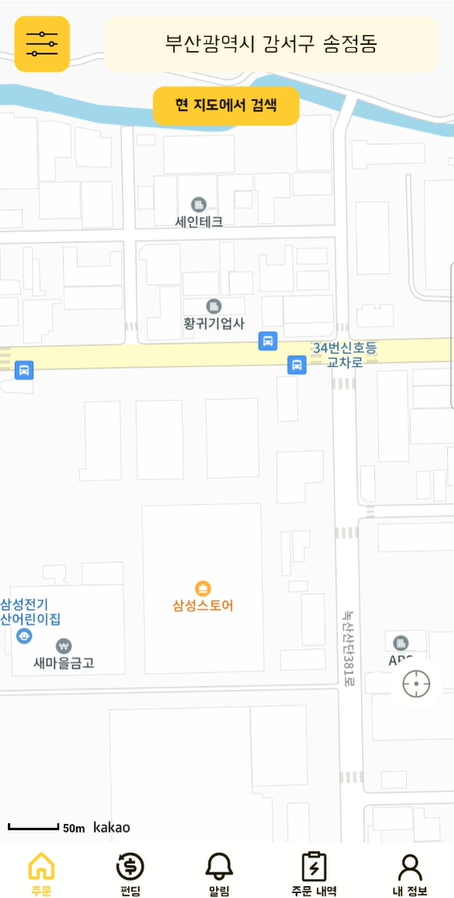 부산광역시 강서구 송정동
현 지도에서 검색
세인테크
황귀기업사
34번신호등
교차로
삼성스토어
삼성전기
산어린이집
새마을금고
녹산산단381로
50m kakao
주문
펀딩
알림
주문 내역
내 정보